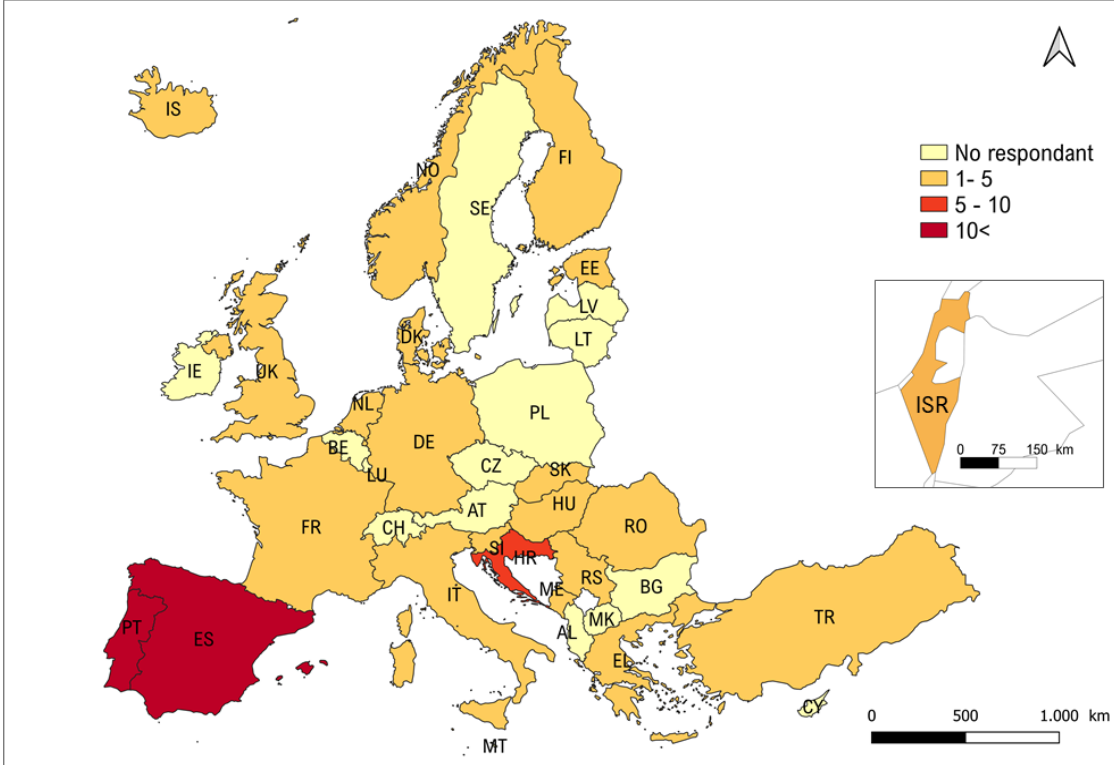 IS
NO
FI
SE
No respondant
1- 5
5 - 10
10<
EE
LV
LT
DK
IE
UK
NL
PL
BE
DE
LU
CZ
SK
AT
HU
CH
FR
RO
SI
HR
IT
ME
RS
BG
MK
AL
TR
PT
ES
EL
CY
MT
ISR
0 75 150 km
0 500 1.000 km